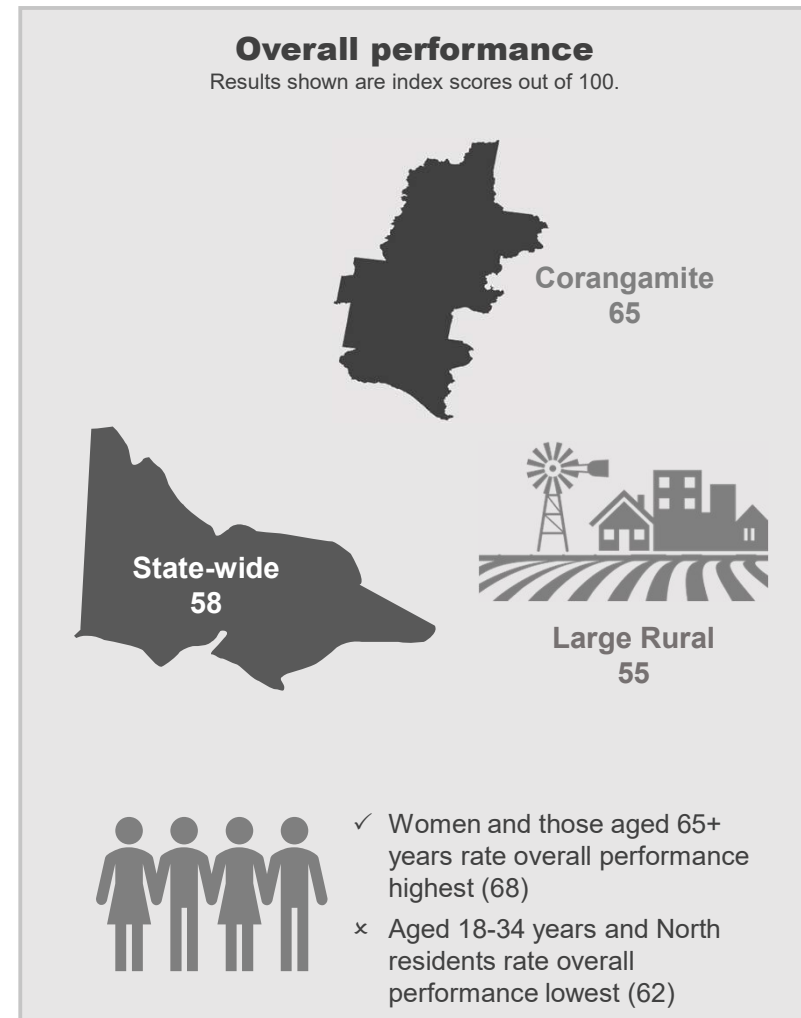 Overall performance
Results shown are index scores out of 100.
Corangamite
65
State-wide
58
Large Rural
55
✓ Women and those aged 65+
years rate overall performance
highest (68)
× Aged 18-34 years and North
residents rate overall
performance lowest (62)